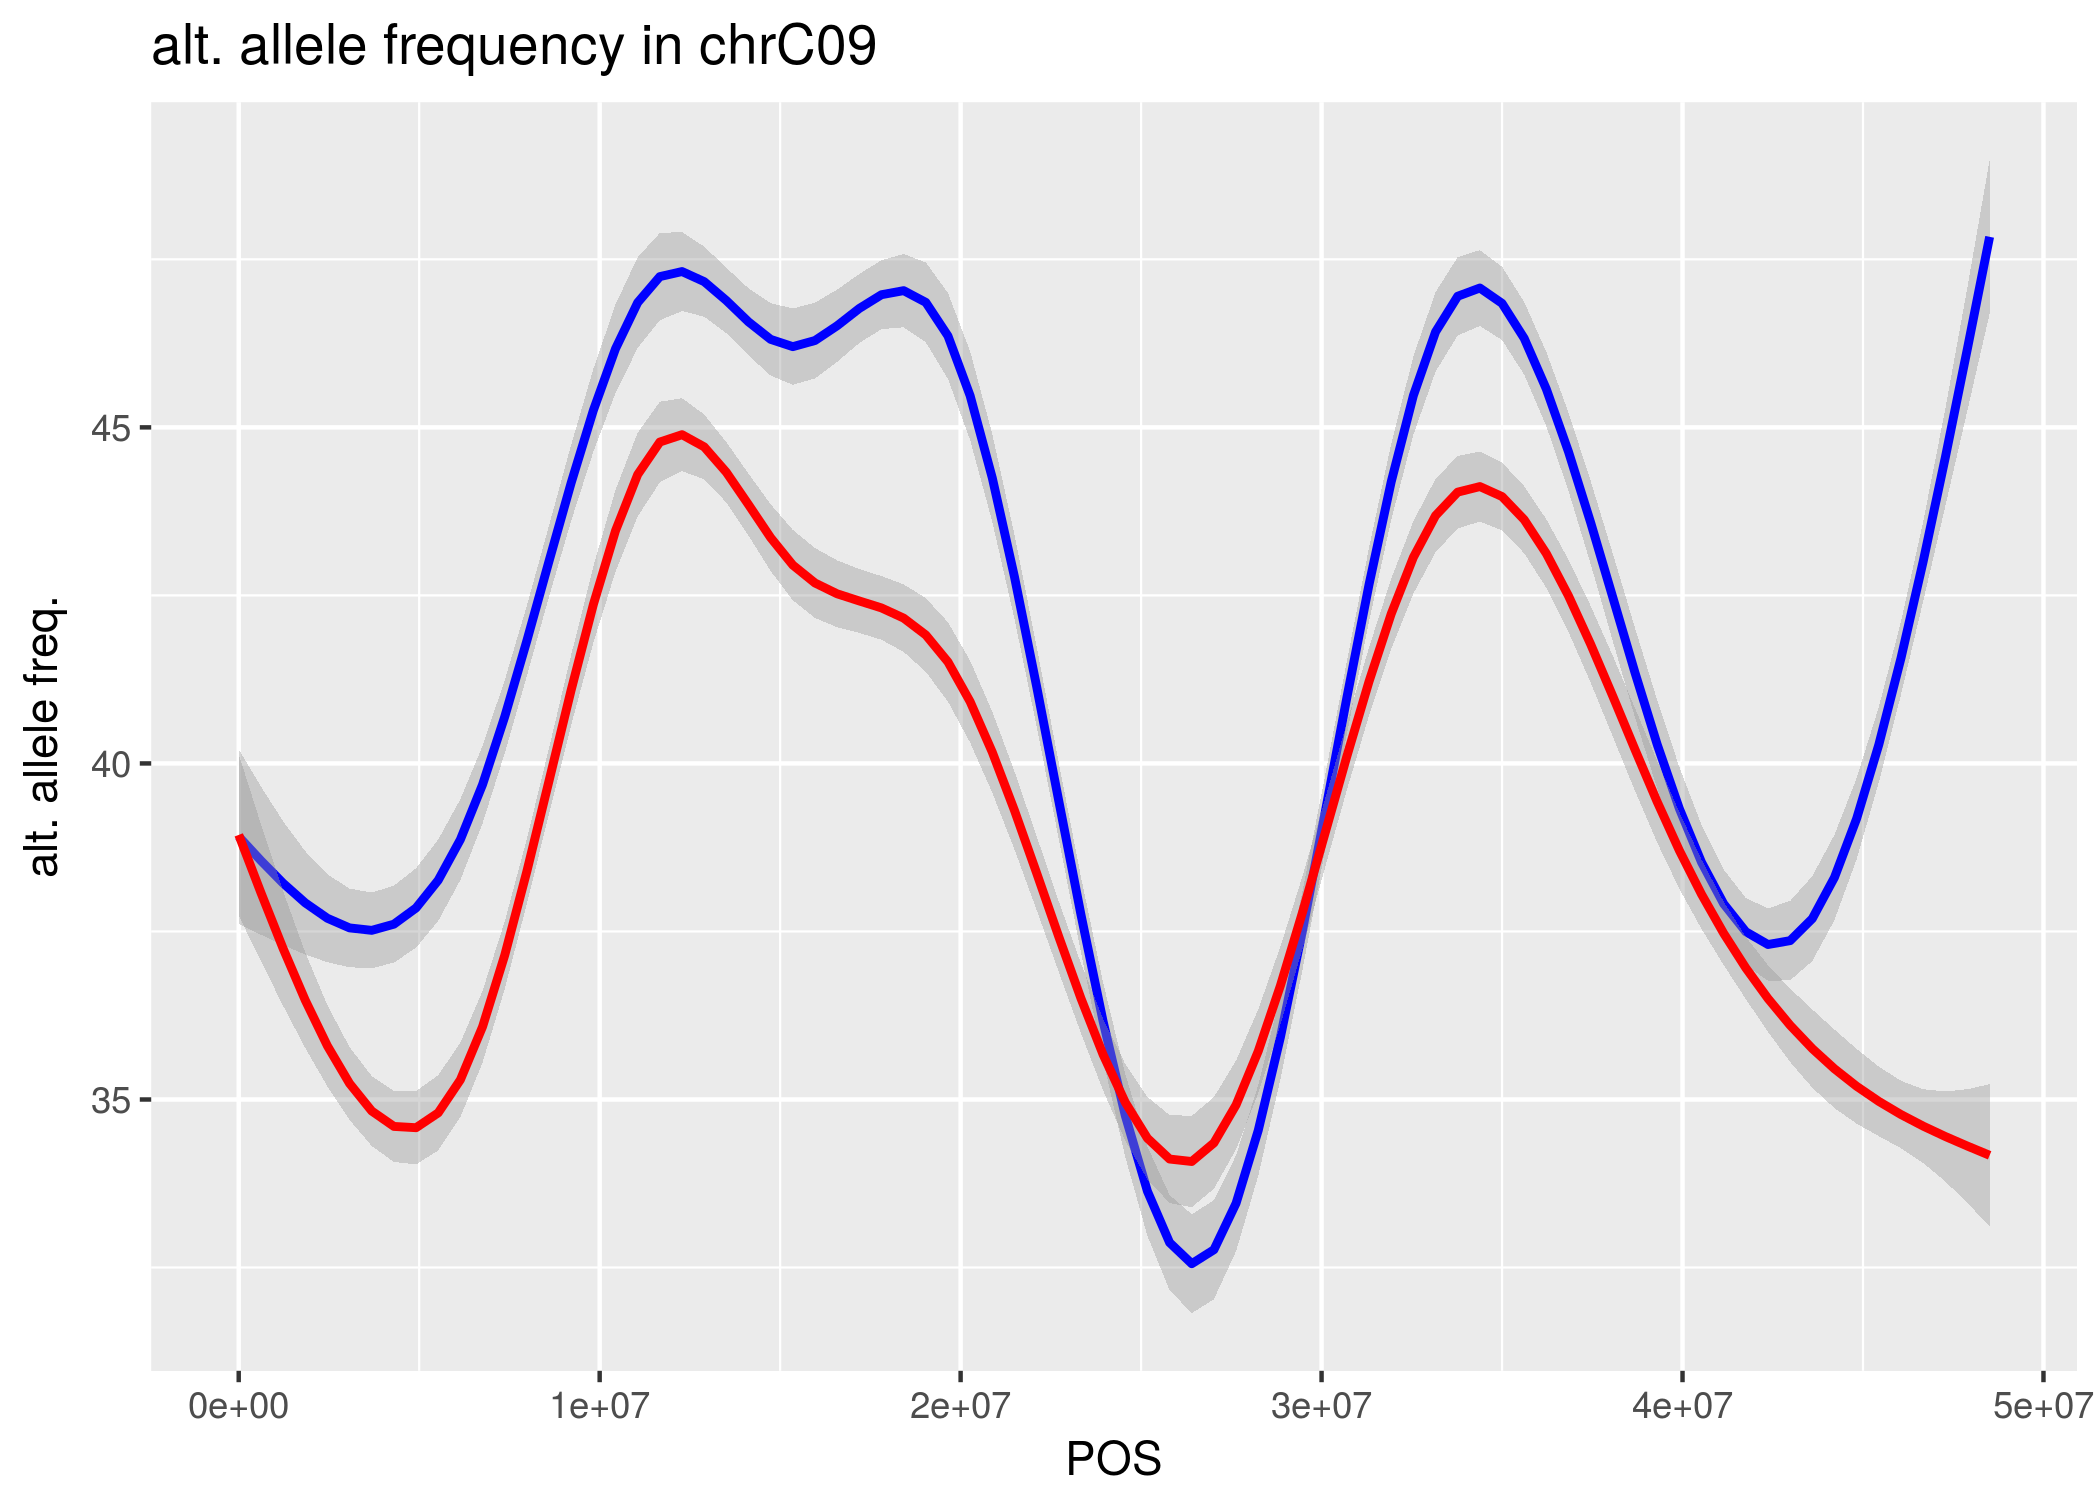 alt. allele frequency in chrC09
alt. allele freq.
45
40
35
0e+00 1e+07 2e+07 3e+07 4e+07 5e+07
POS